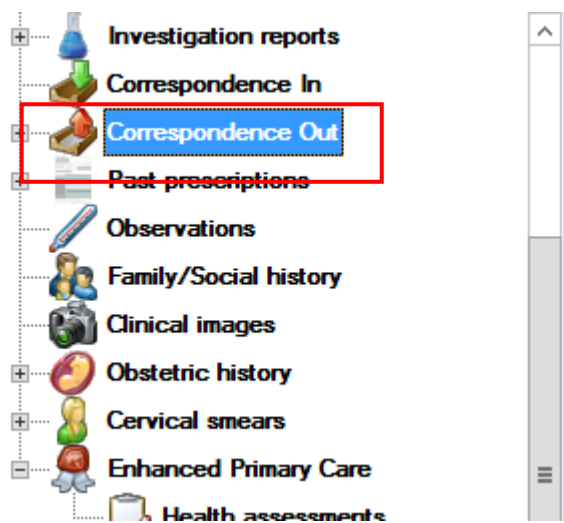 Investigation reports
Correspondence In
Correspondence Out
Past prescriptions
Observations
Family/Social history
Clinical images
Obstetric history
Cervical smears
Enhanced Primary Care
Health assessments